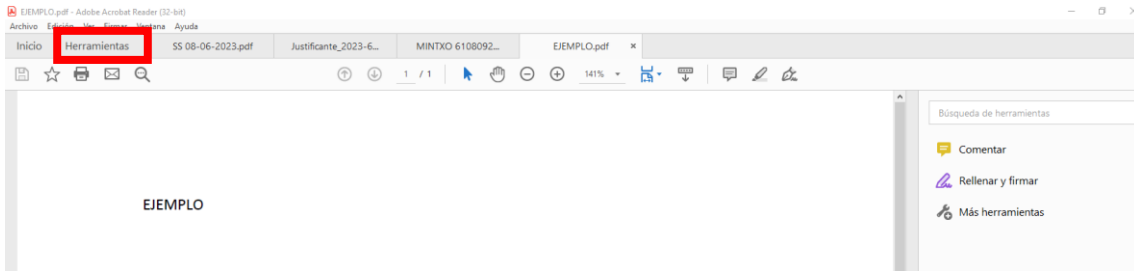 EJEMPLO.pdf - Adobe Acrobat Reader (32-bit)
Archivo Edición Ver Firmar Ventana Ayuda
Inicio Herramientas SS 08-06-2023.pdf Justificante_2023-6... MINTXO 6108092... EJEMPLO.pdf ×
1 / 1 141%
Búsqueda de herramientas
Comentar
Rellenar y firmar
EJEMPLO
Más herramientas